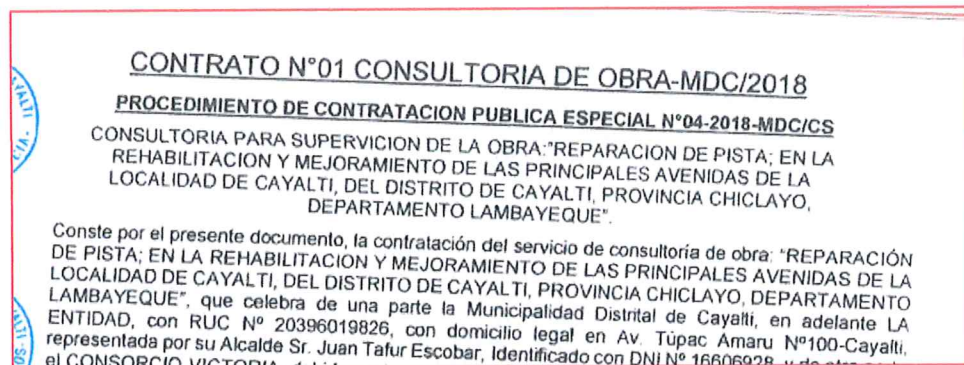 CONTRATO N°01 CONSULTORIA DE OBRA-MDC/2018
PROCEDIMIENTO DE CONTRATACION PUBLICA ESPECIAL N°04-2018-MDC/CS
CONSULTORIA PARA SUPERVICION DE LA OBRA:"REPARACION DE PISTA; EN LA
REHABILITACION Y MEJORAMIENTO DE LAS PRINCIPALES AVENIDAS DE LA
LOCALIDAD DE CAYALTI, DEL DISTRITO DE CAYALTI, PROVINCIA CHICLAYO,
DEPARTAMENTO LAMBAYEQUE".
Conste por el presente documento, la contratación del servicio de consultoría de obra: "REPARACIÓN
DE PISTA; EN LA REHABILITACION Y MEJORAMIENTO DE LAS PRINCIPALES AVENIDAS DE LA
LOCALIDAD DE CAYALTI, DEL DISTRITO DE CAYALTI, PROVINCIA CHICLAYO, DEPARTAMENTO
LAMBAYEQUE", que celebra de una parte la Municipalidad Distrital de Cayalti, en adelante LA
ENTIDAD, con RUC Nº 20396019826, con domicilio legal en Av. Túpac Amaru Nº100-Cayalti,
representada por su Alcalde Sr. Juan Tafur Escobar, Identificado con DNI Nº 16606928, y de otra
el CONSORCIO VICTORIA